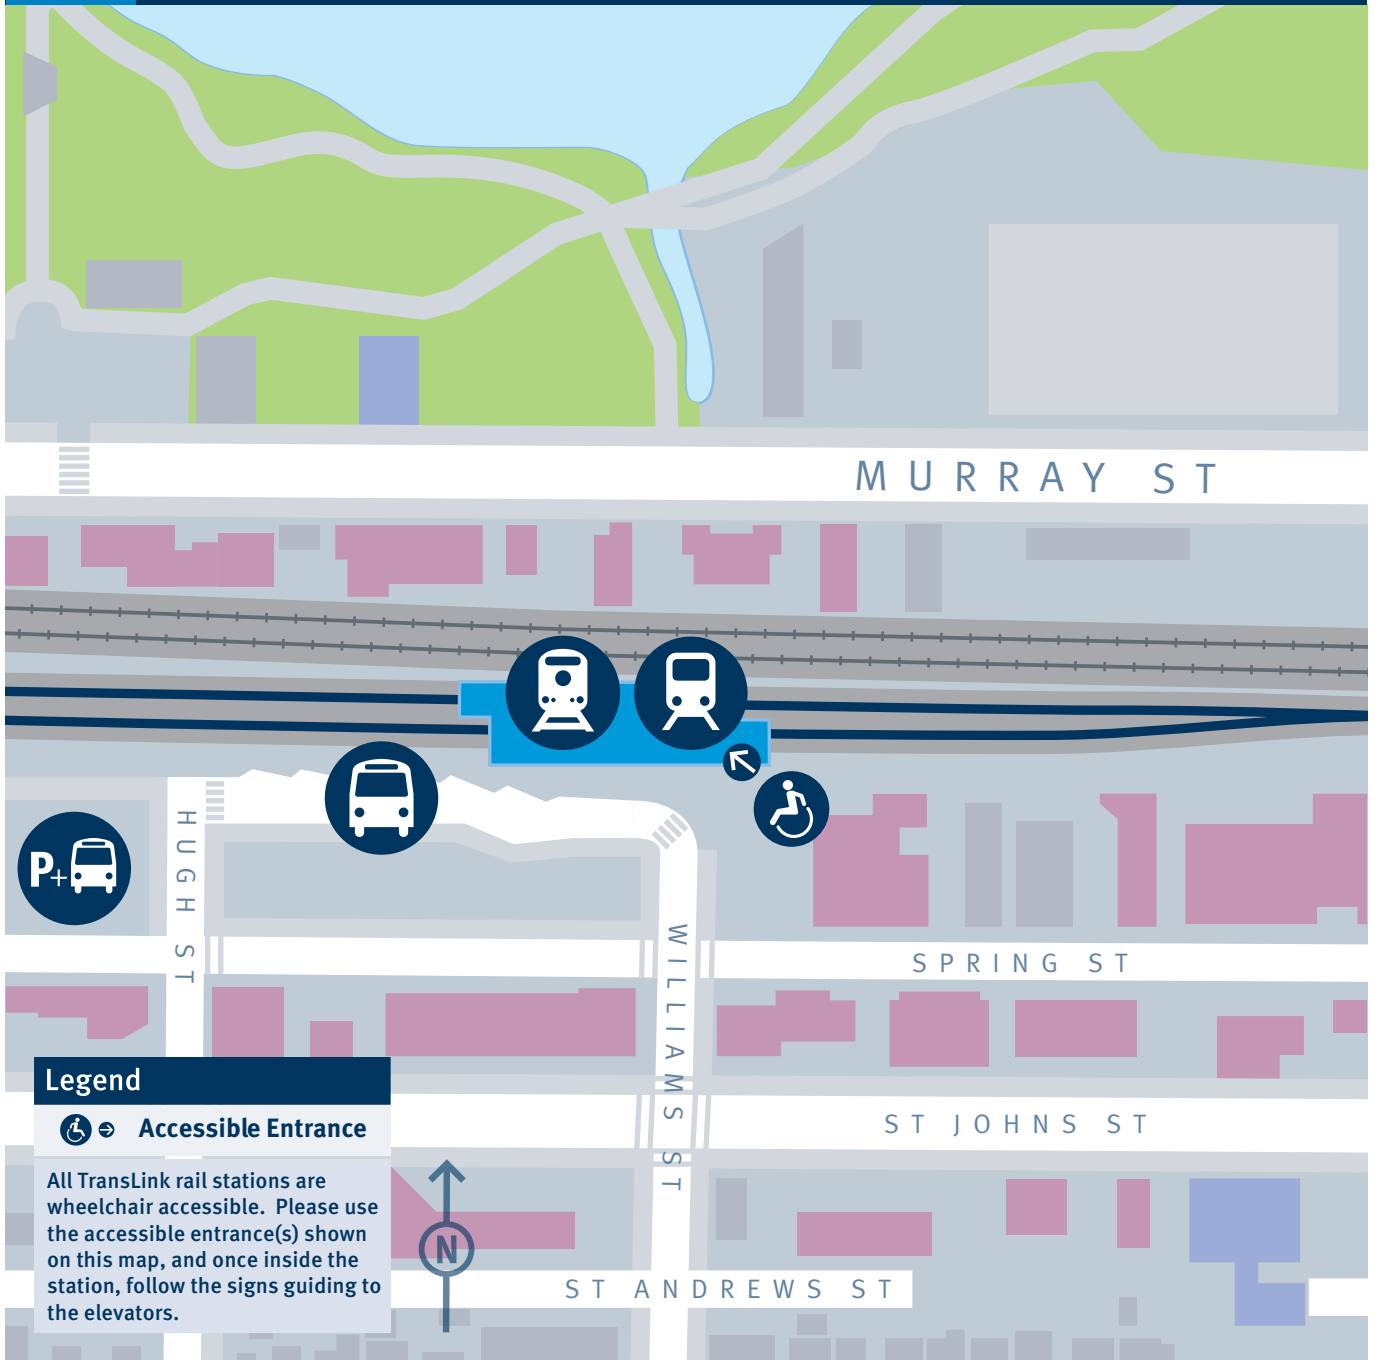 MURRAY ST
HUGH ST
P+
WILLIAMS ST
SPRING ST
ST JOHNS ST
ST ANDREWS ST
Legend
Accessible Entrance
All TransLink rail stations are
wheelchair accessible. Please use
the accessible entrance(s) shown
on this map, and once inside the
station, follow the signs guiding to
the elevators.
N